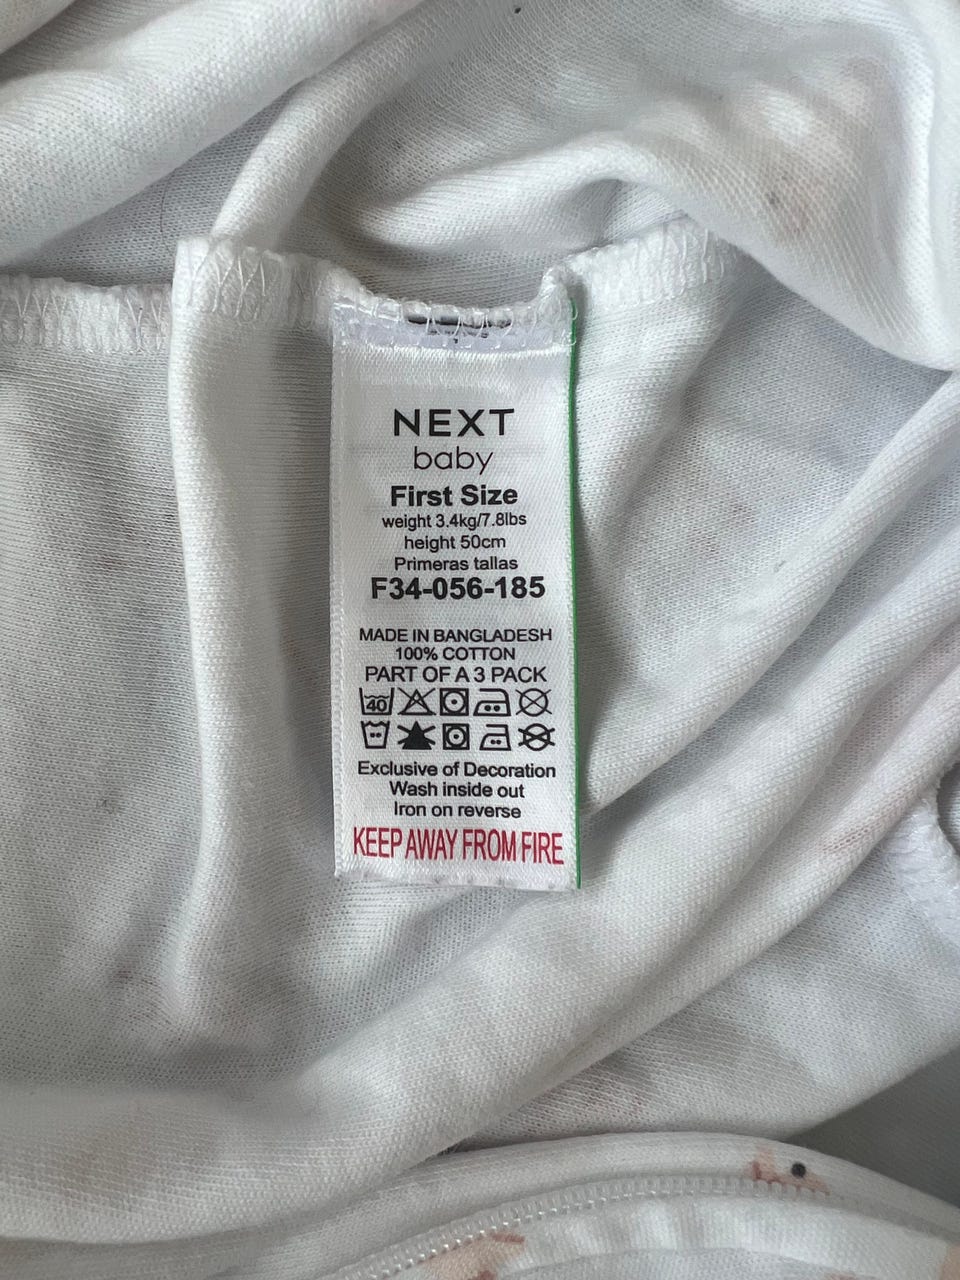 NEXT
baby
First Size
weight 3.4kg/7.8lbs
height 50cm
Primeras tallas
F34-056-185
MADE IN BANGLADESH
100% COTTON
PART OF A 3 PACK
40
Exclusive of Decoration
Wash inside out
Iron on reverse
KEEP AWAY FROM FIRE